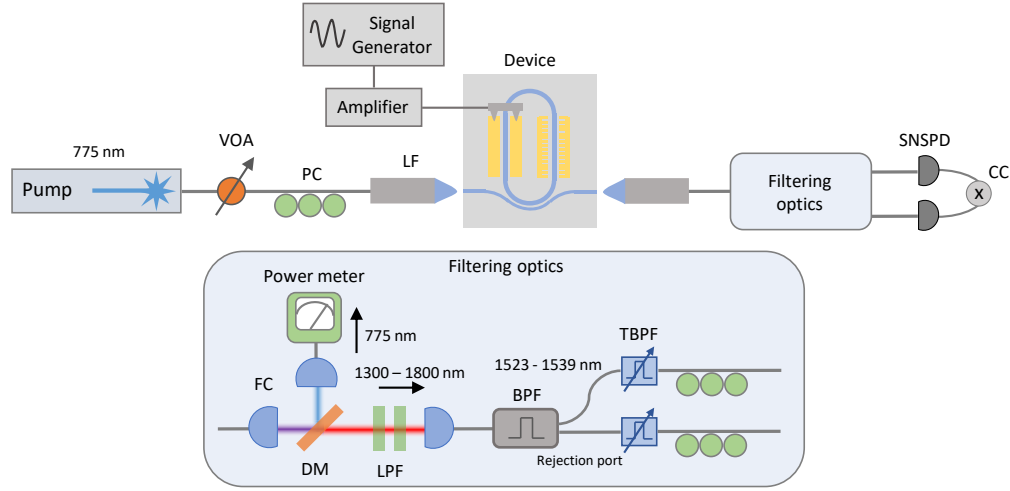 Signal
Generator
Device
Amplifier
VOA
SNSPD
775 nm
PC
LF
CC
Pump
Filtering
optics
X
Filtering optics
Power meter
775 nm
TBPF
1523 - 1539 nm
1300 – 1800 nm
FC
BPF
DM
LPF
Rejection port